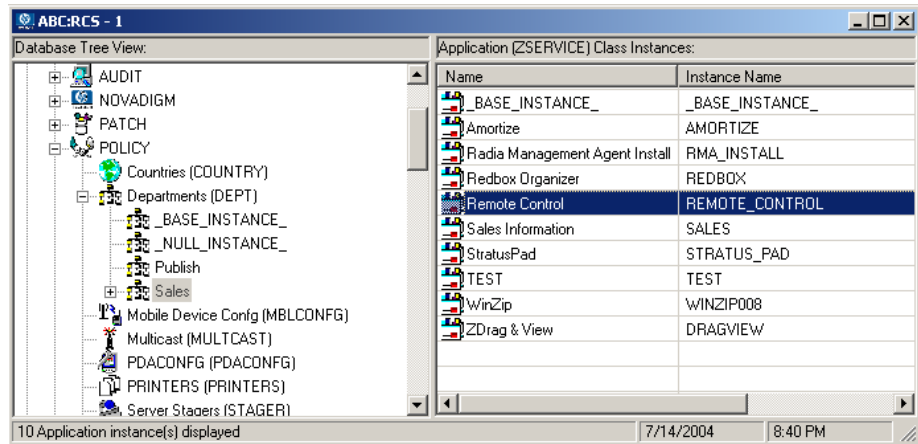 ABC:RCS - 1
Database Tree View:
Application (ZSERVICE) Class Instances:
AUDIT
NOVADIGM
PATCH
POLICY
Countries (COUNTRY)
Departments (DEPT)
_BASE_INSTANCE_
_NULL_INSTANCE_
Publish
Sales
Mobile Device Confg (MBLCONFG)
Multicast (MULTCAST)
PDACONFG (PDACONFG)
PRINTERS (PRINTERS)
Server Stagers (STAGER)
Name Instance Name
_BASE_INSTANCE_ _BASE_INSTANCE_
Amortize AMORTIZE
Radia Management Agent Install RMA_INSTALL
Redbox Organizer REDBOX
Remote Control REMOTE_CONTROL
Sales Information SALES
StratusPad STRATUS_PAD
TEST TEST
WinZip WINZIP008
ZDrag & View DRAGVIEW
10 Application instance(s) displayed 7/14/2004 8:40 PM